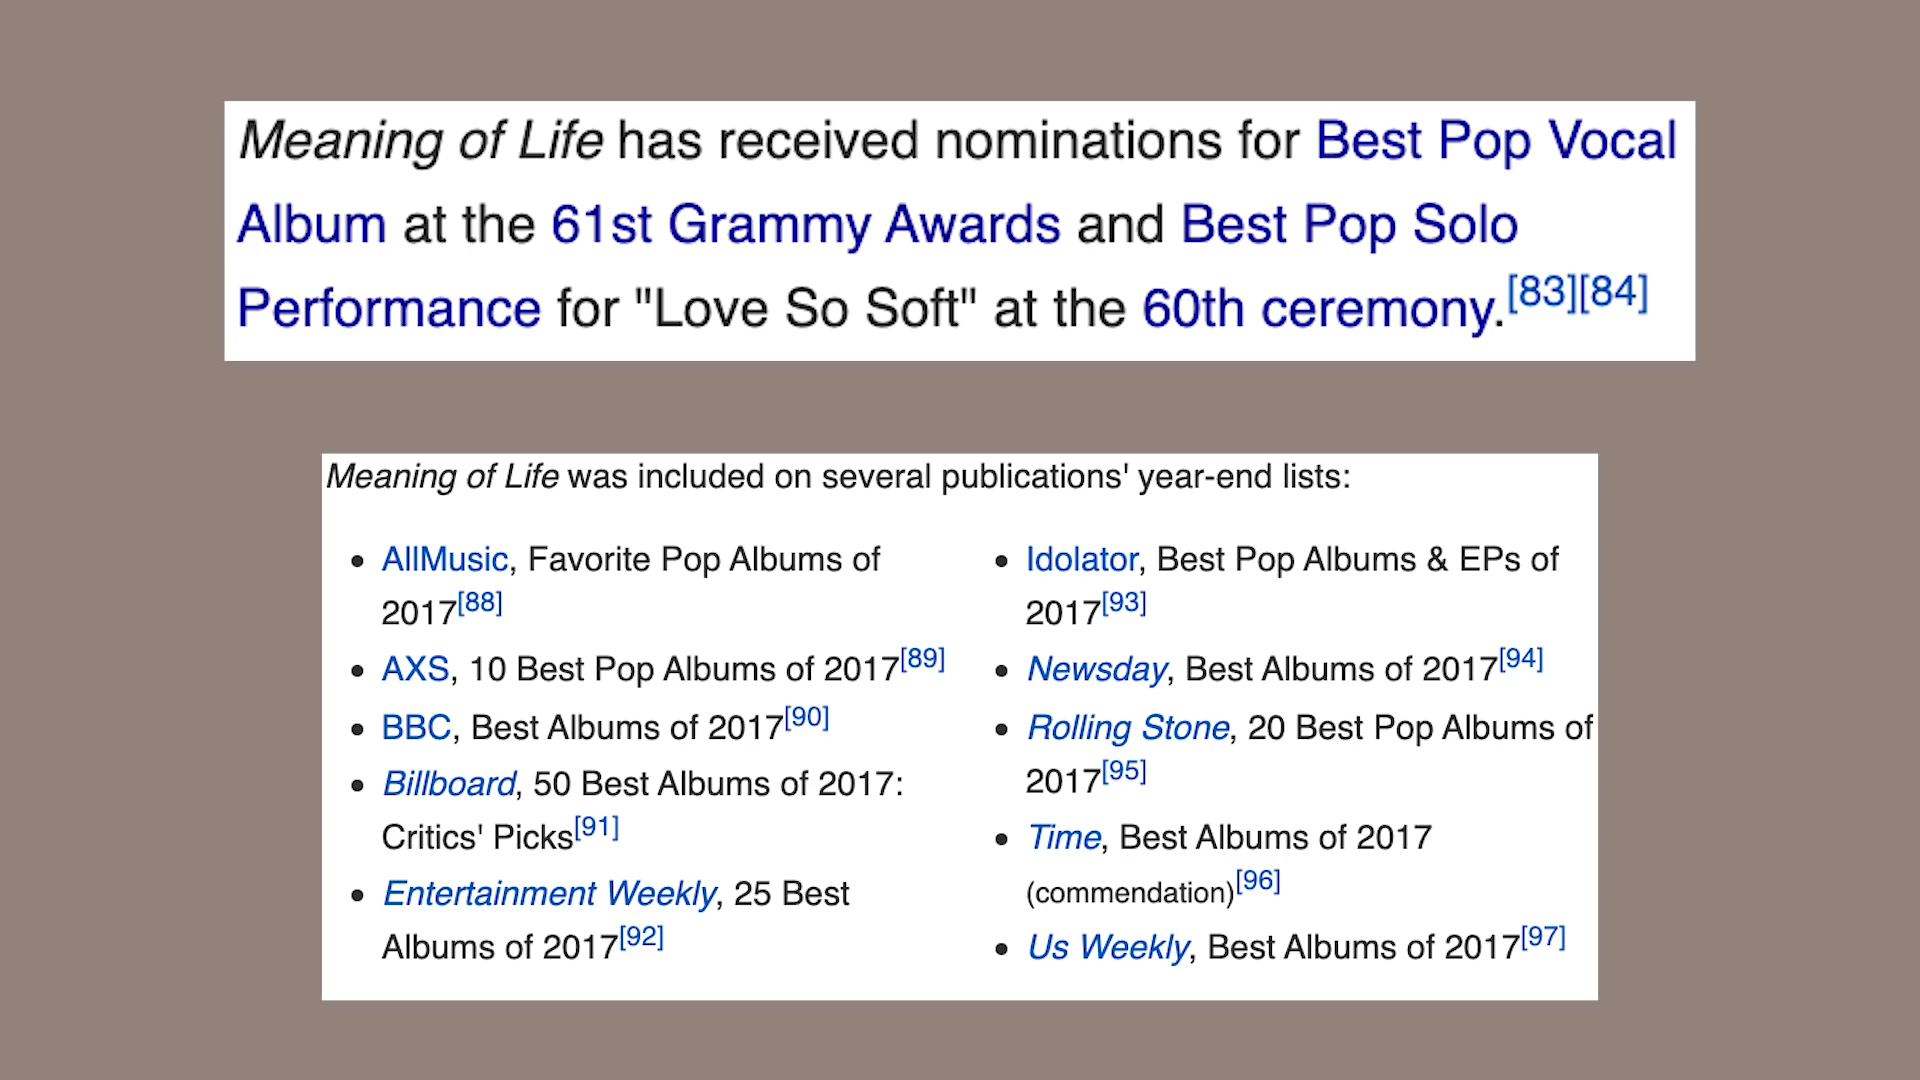 Meaning of Life has received nominations for Best Pop Vocal
Album at the 61st Grammy Awards and Best Pop Solo
Performance for "Love So Soft" at the 60th ceremony.[83][84]
Meaning of Life was included on several publications' year-end lists:
• AllMusic, Favorite Pop Albums of
2017[88]
• AXS, 10 Best Pop Albums of 2017[89]
• BBC, Best Albums of 2017[90]
• Billboard, 50 Best Albums of 2017:
Critics' Picks[91]
• Entertainment Weekly, 25 Best
Albums of 2017[92]
• Idolator, Best Pop Albums & EPs of
2017[93]
• Newsday, Best Albums of 2017[94]
• Rolling Stone, 20 Best Pop Albums of
2017[95]
• Time, Best Albums of 2017
(commendation)[96]
• Us Weekly, Best Albums of 2017[97]